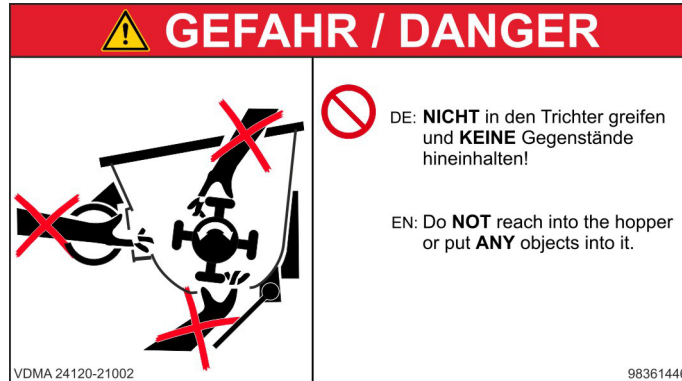 GEFAHR / DANGER
DE: NICHT in den Trichter greifen
und KEINE Gegenstände
hineinhalten!
EN: Do NOT reach into the hopper
or put ANY objects into it.
VDMA 24120-21002
98361440